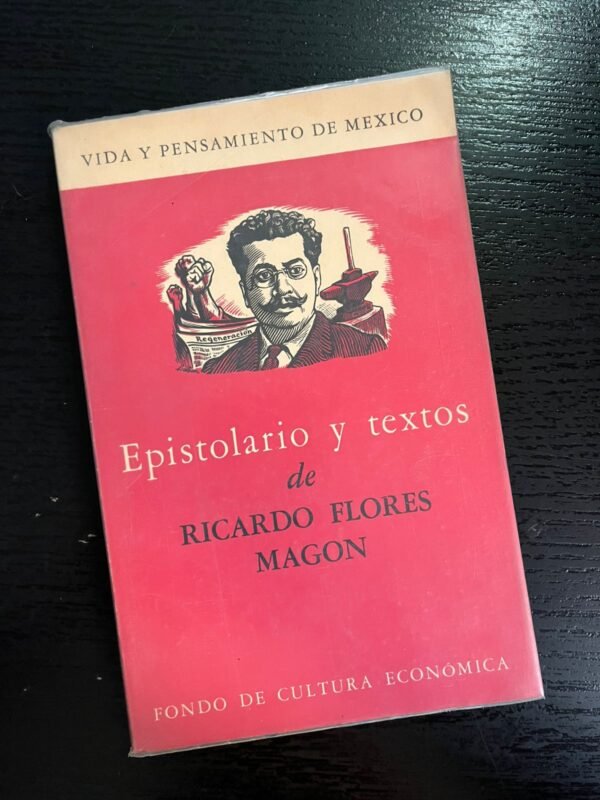 VIDA Y PENSAMIENTO DE MEXICO
Regeneración
Epistolario y textos
de
RICARDO FLORES
MAGON
FONDO DE CULTURA ECONÓMICA